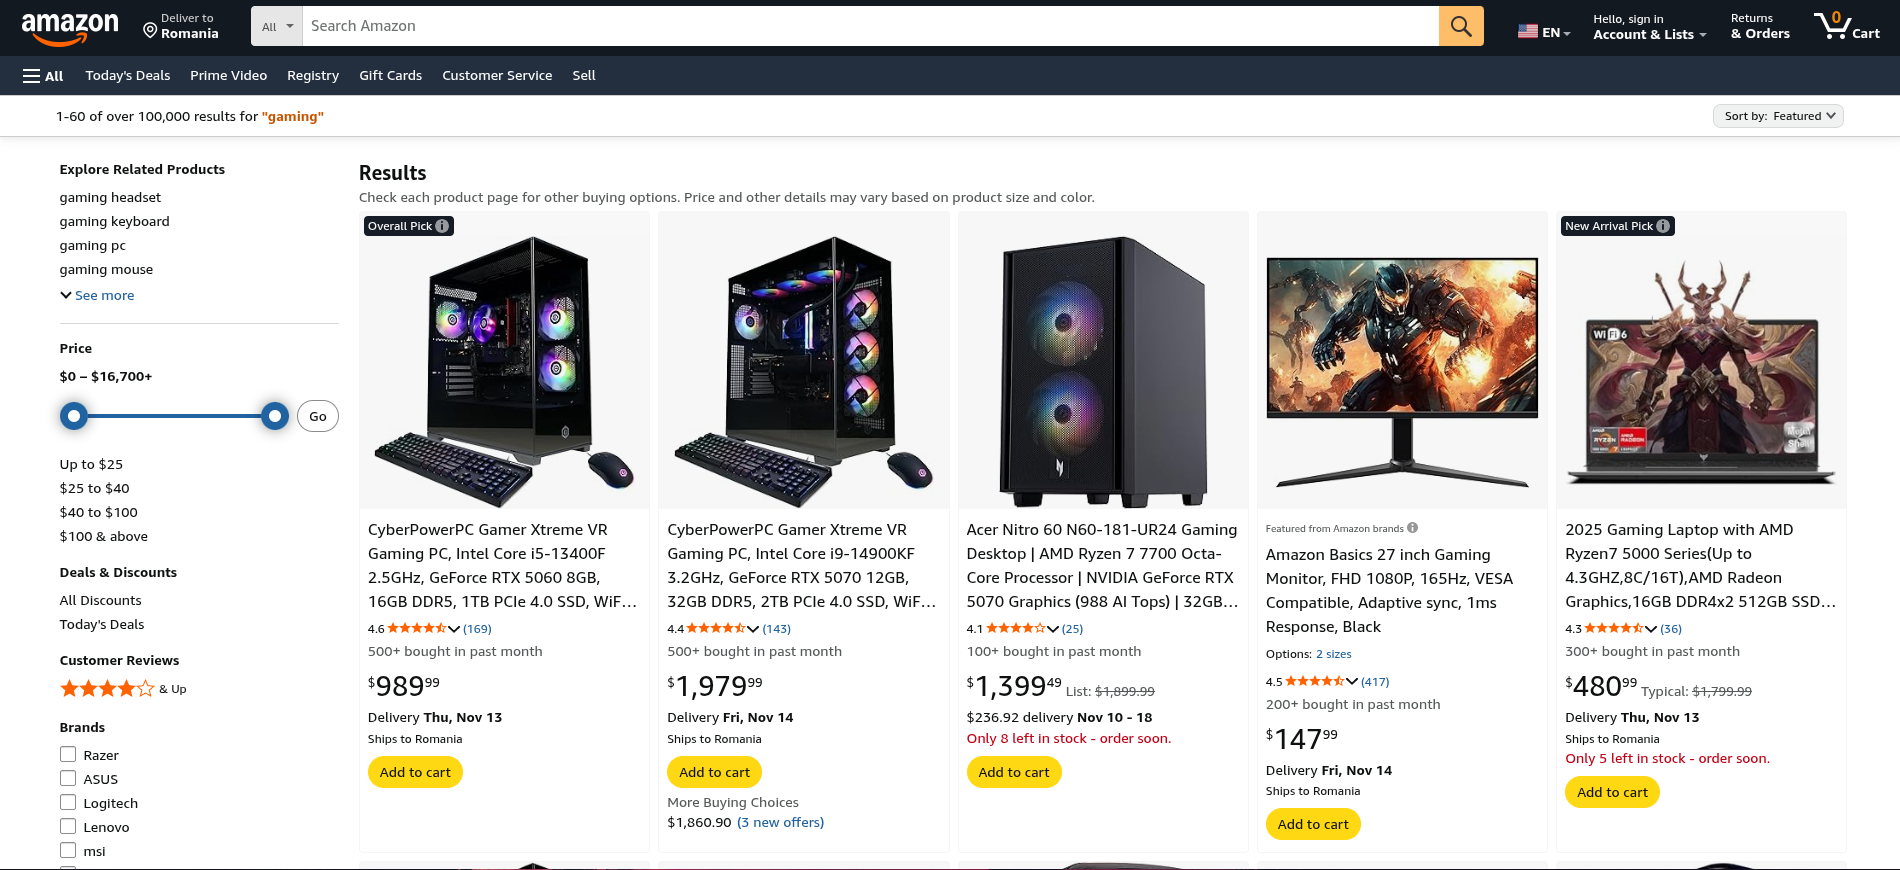 amazon
Deliver to
Romania
All
Search Amazon
EN
Hello, sign in
Account & Lists
Returns
& Orders
0
Cart
All
Today's Deals
Prime Video
Registry
Gift Cards
Customer Service
Sell
1-60 of over 100,000 results for "gaming"
Sort by: Featured
Explore Related Products
gaming headset
gaming keyboard
gaming pc
gaming mouse
See more
Price
$0 – $16,700+
Go
Up to $25
$25 to $40
$40 to $100
$100 & above
Deals & Discounts
All Discounts
Today's Deals
Customer Reviews
& Up
Brands
Razer
ASUS
Logitech
Lenovo
msi
Results
Check each product page for other buying options. Price and other details may vary based on product size and color.
Overall Pick
CyberPowerPC Gamer Xtreme VR
Gaming PC, Intel Core i5-13400F
2.5GHz, GeForce RTX 5060 8GB,
16GB DDR5, 1TB PCIe 4.0 SSD, WiF...
4.6 (169)
500+ bought in past month
$989.99
Delivery Thu, Nov 13
Ships to Romania
Add to cart
CyberPowerPC Gamer Xtreme VR
Gaming PC, Intel Core i9-14900KF
3.2GHz, GeForce RTX 5070 12GB,
32GB DDR5, 2TB PCIe 4.0 SSD, WiF...
4.4 (143)
500+ bought in past month
$1,979.99
Delivery Fri, Nov 14
Ships to Romania
Add to cart
More Buying Choices
$1,860.90 (3 new offers)
Acer Nitro 60 N60-181-UR24 Gaming
Desktop | AMD Ryzen 7 7700 Octa-
Core Processor | NVIDIA GeForce RTX
5070 Graphics (988 AI Tops) | 32GB...
4.1 (25)
100+ bought in past month
$1,399.49 List: $1,899.99
$236.92 delivery Nov 10 - 18
Only 8 left in stock - order soon.
Add to cart
Featured from Amazon brands
Amazon Basics 27 inch Gaming
Monitor, FHD 1080P, 165Hz, VESA
Compatible, Adaptive sync, 1ms
Response, Black
Options: 2 sizes
4.5 (417)
200+ bought in past month
$147.99
Delivery Fri, Nov 14
Ships to Romania
Add to cart
New Arrival Pick
WiFi 6
AMD
RYZEN
7
AMD
RADEON
Metal
Shell
2025 Gaming Laptop with AMD
Ryzen7 5000 Series(Up to
4.3GHZ,8C/16T),AMD Radeon
Graphics,16GB DDR4x2 512GB SSD...
4.3 (36)
300+ bought in past month
$480.99 Typical: $1,799.99
Delivery Thu, Nov 13
Ships to Romania
Only 5 left in stock - order soon.
Add to cart